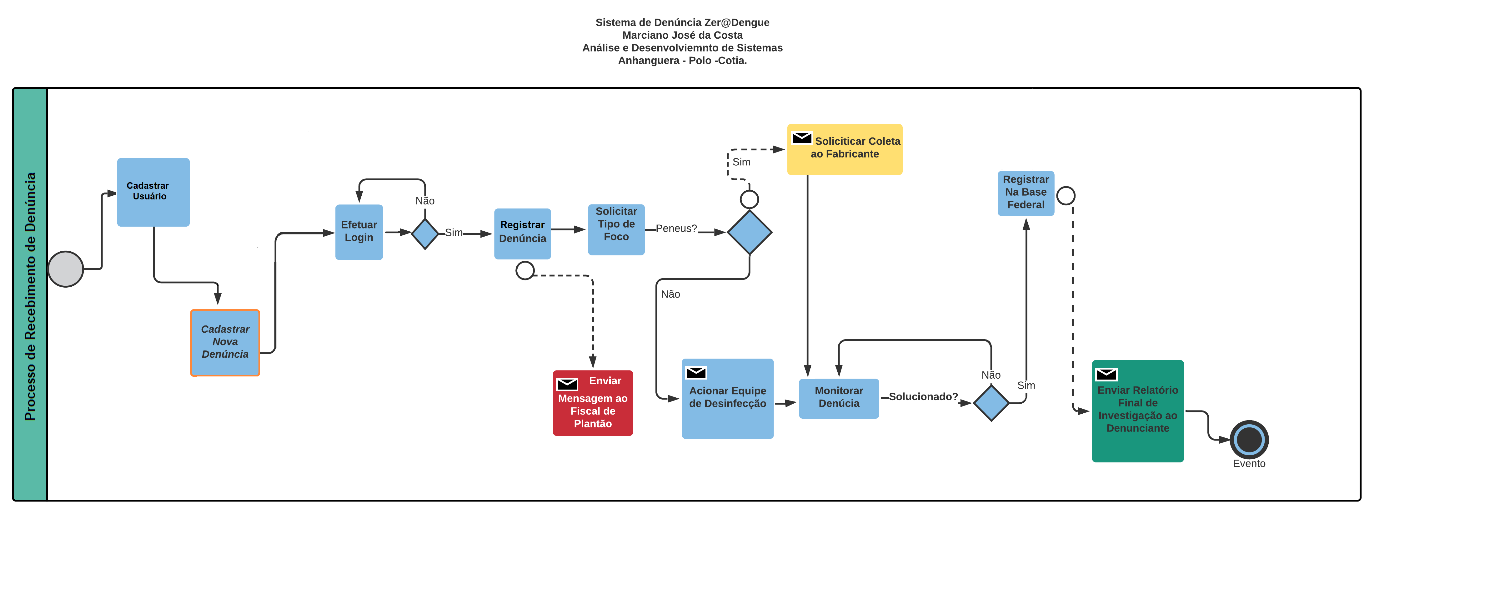 Sistema de Denúncia Zer@Dengue
Marciano José da Costa
Análise e Desenvolviemnto de Sistemas
Anhanguera - Polo -Cotia.
Processo de Recebimento de Denúncia
Cadastrar
Usuário
Cadastrar
Nova
Denúncia
Efetuar
Login
Não
Sim
Registrar
Denúncia
Enviar
Mensagem ao
Fiscal de
Plantão
Solicitar
Tipo de
Foco
Peneus?
Sim
Soliciticar Coleta
ao Fabricante
Não
Acionar Equipe
de Desinfecção
Monitorar
Denúcia
Solucionado?
Não
Sim
Registrar
Na Base
Federal
Enviar Relatório
Final de
Investigação ao
Denunciante
Evento